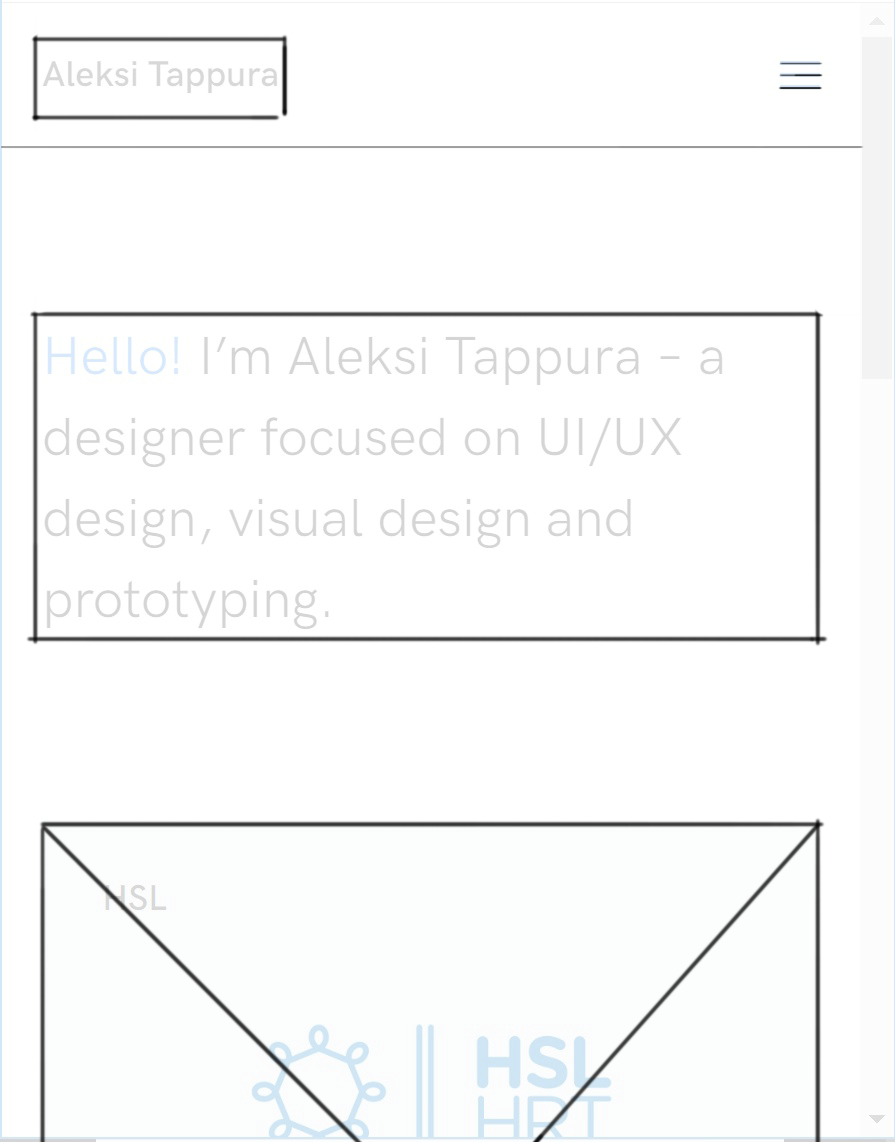 Aleksi Tappura
Hello! I’m Aleksi Tappura – a
designer focused on UI/UX
design, visual design and
prototyping.
HSL
HSL
HRT